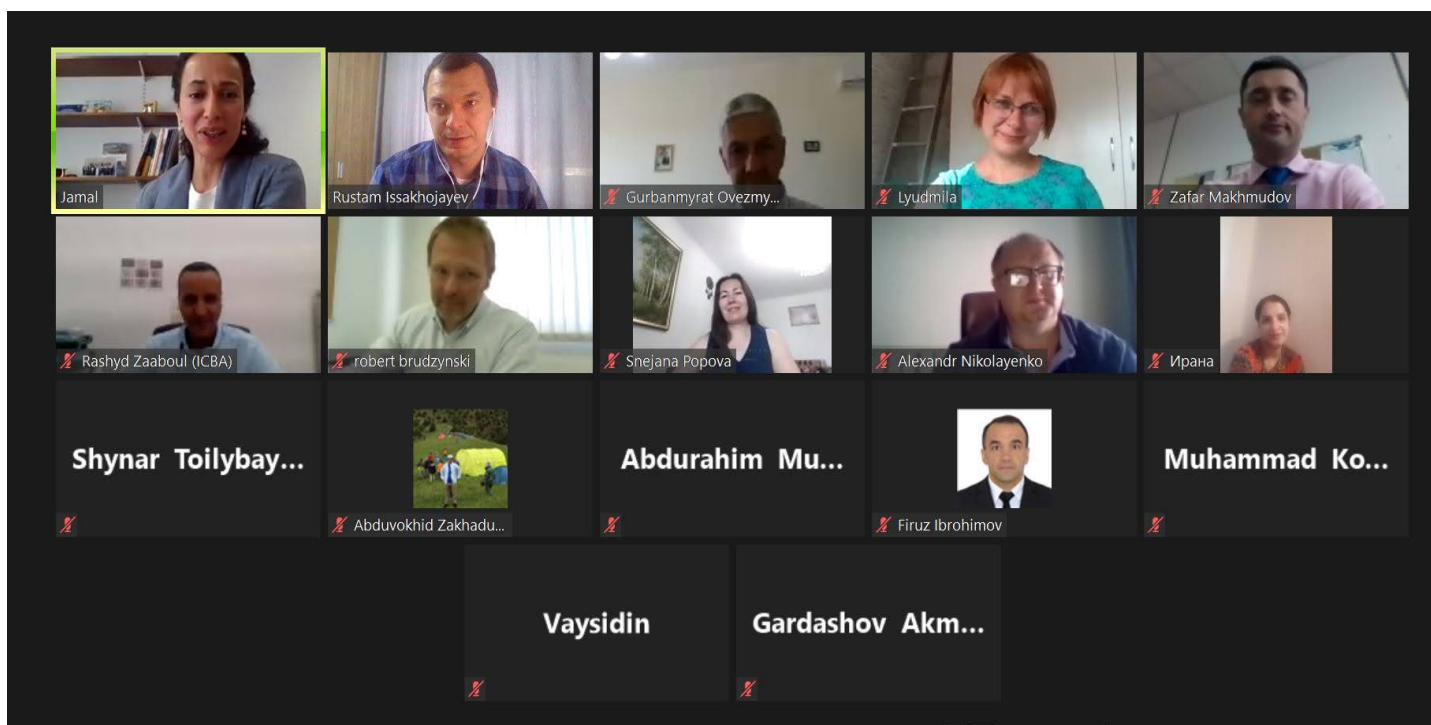 Jamal
Rustam Issakhojayev
Gurbanmyrat Ovezmy...
Lyudmila
Zafar Makhmudov
Rashyd Zaaboul (ICBA)
robert brudzynski
Snejana Popova
Alexandr Nikolayenko
Ирана
Shynar Toilybay...
Abduvokhid Zakhadu...
Abdurahim Mu...
Firuz Ibrohimov
Muhammad Ko...
Vaysidin
Gardashov Akm...